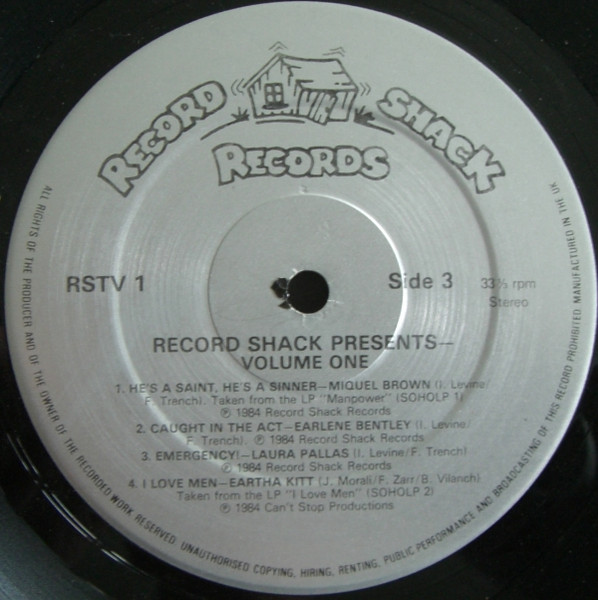 RECORD SHACK
RECORDS
RSTV 1
Side 3
33⅓ rpm
Stereo
RECORD SHACK PRESENTS—
VOLUME ONE
1. HE'S A SAINT, HE'S A SINNER—MIQUEL BROWN (I. Levine/
F. Trench). Taken from the LP "Manpower" (SOHOLP 1)
℗ 1984 Record Shack Records
2. CAUGHT IN THE ACT—EARLENE BENTLEY (I. Levine/
F. Trench). ℗ 1984 Record Shack Records
3. EMERGENCY!—LAURA PALLAS (I. Levine/F. Trench)
℗ 1984 Record Shack Records
4. I LOVE MEN—EARTHA KITT (J. Morali/F. Zarr/B. Vilanch)
Taken from the LP "I Love Men" (SOHOLP 2)
℗ 1984 Can't Stop Productions
ALL RIGHTS OF THE PRODUCER AND OF THE OWNER OF THE RECORDED WORK RESERVED. UNAUTHORISED COPYING, HIRING, RENTING, PUBLIC PERFORMANCE AND BROADCASTING OF THIS RECORD PROHIBITED. MANUFACTURED IN THE UK